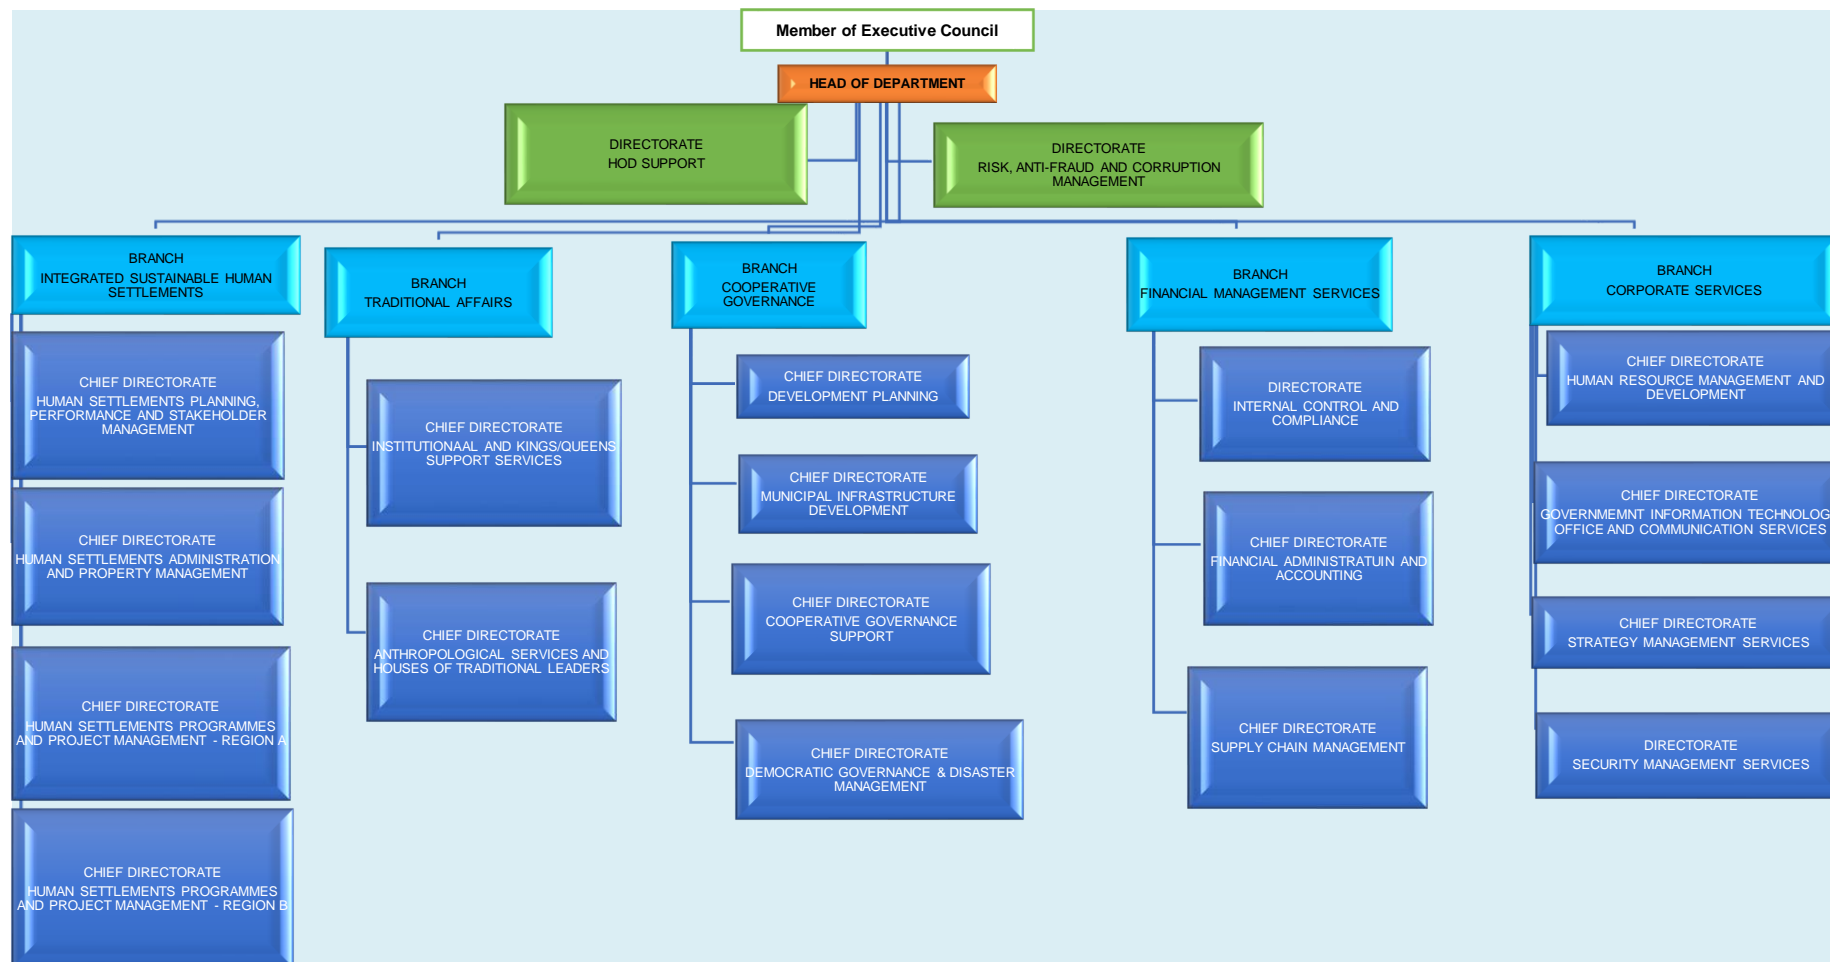 Member of Executive Council
HEAD OF DEPARTMENT
DIRECTORATE
HOD SUPPORT
DIRECTORATE
RISK, ANTI-FRAUD AND CORRUPTION
MANAGEMENT
BRANCH
INTEGRATED SUSTAINABLE HUMAN
SETTLEMENTS
BRANCH
TRADITIONAL AFFAIRS
BRANCH
COOPERATIVE
GOVERNANCE
BRANCH
FINANCIAL MANAGEMENT SERVICES
BRANCH
CORPORATE SERVICES
CHIEF DIRECTORATE
HUMAN SETTLEMENTS PLANNING,
PERFORMANCE AND STAKEHOLDER
MANAGEMENT
CHIEF DIRECTORATE
HUMAN SETTLEMENTS ADMINISTRATION
AND PROPERTY MANAGEMENT
CHIEF DIRECTORATE
HUMAN SETTLEMENTS PROGRAMMES
AND PROJECT MANAGEMENT - REGION A
CHIEF DIRECTORATE
HUMAN SETTLEMENTS PROGRAMMES
AND PROJECT MANAGEMENT - REGION B
CHIEF DIRECTORATE
INSTITUTIONAAL AND KINGS/QUEENS
SUPPORT SERVICES
CHIEF DIRECTORATE
ANTHROPOLOGICAL SERVICES AND
HOUSES OF TRADITIONAL LEADERS
CHIEF DIRECTORATE
DEVELOPMENT PLANNING
CHIEF DIRECTORATE
MUNICIPAL INFRASTRUCTURE
DEVELOPMENT
CHIEF DIRECTORATE
COOPERATIVE GOVERNANCE
SUPPORT
CHIEF DIRECTORATE
DEMOCRATIC GOVERNANCE & DISASTER
MANAGEMENT
DIRECTORATE
INTERNAL CONTROL AND
COMPLIANCE
CHIEF DIRECTORATE
FINANCIAL ADMINISTRATUIN AND
ACCOUNTING
CHIEF DIRECTORATE
SUPPLY CHAIN MANAGEMENT
CHIEF DIRECTORATE
HUMAN RESOURCE MANAGEMENT AND
DEVELOPMENT
CHIEF DIRECTORATE
GOVERNMEMNT INFORMATION TECHNOLOG
OFFICE AND COMMUNICATION SERVICES
CHIEF DIRECTORATE
STRATEGY MANAGEMENT SERVICES
DIRECTORATE
SECURITY MANAGEMENT SERVICES